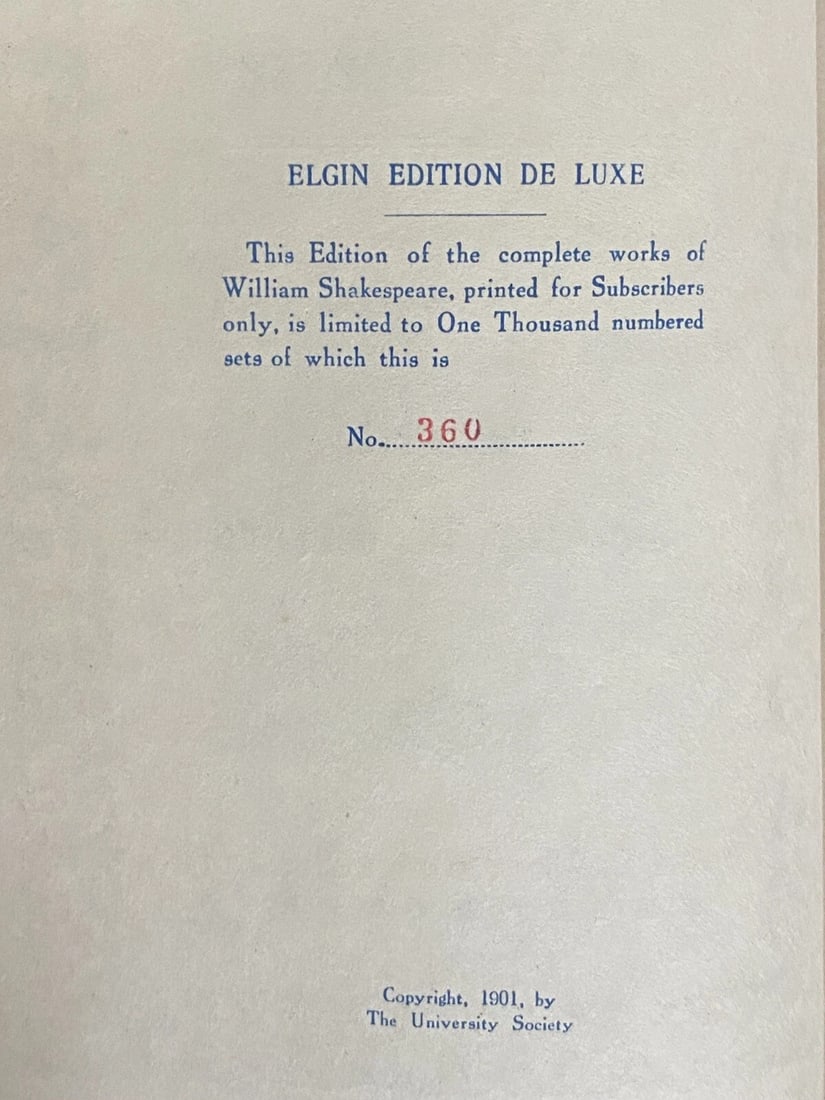 ELGIN EDITION DE LUXE
This Edition of the complete works of
William Shakespeare, printed for Subscribers
only, is limited to One Thousand numbered
sets of which this is
No. 360
Copyright, 1901, by
The University Society